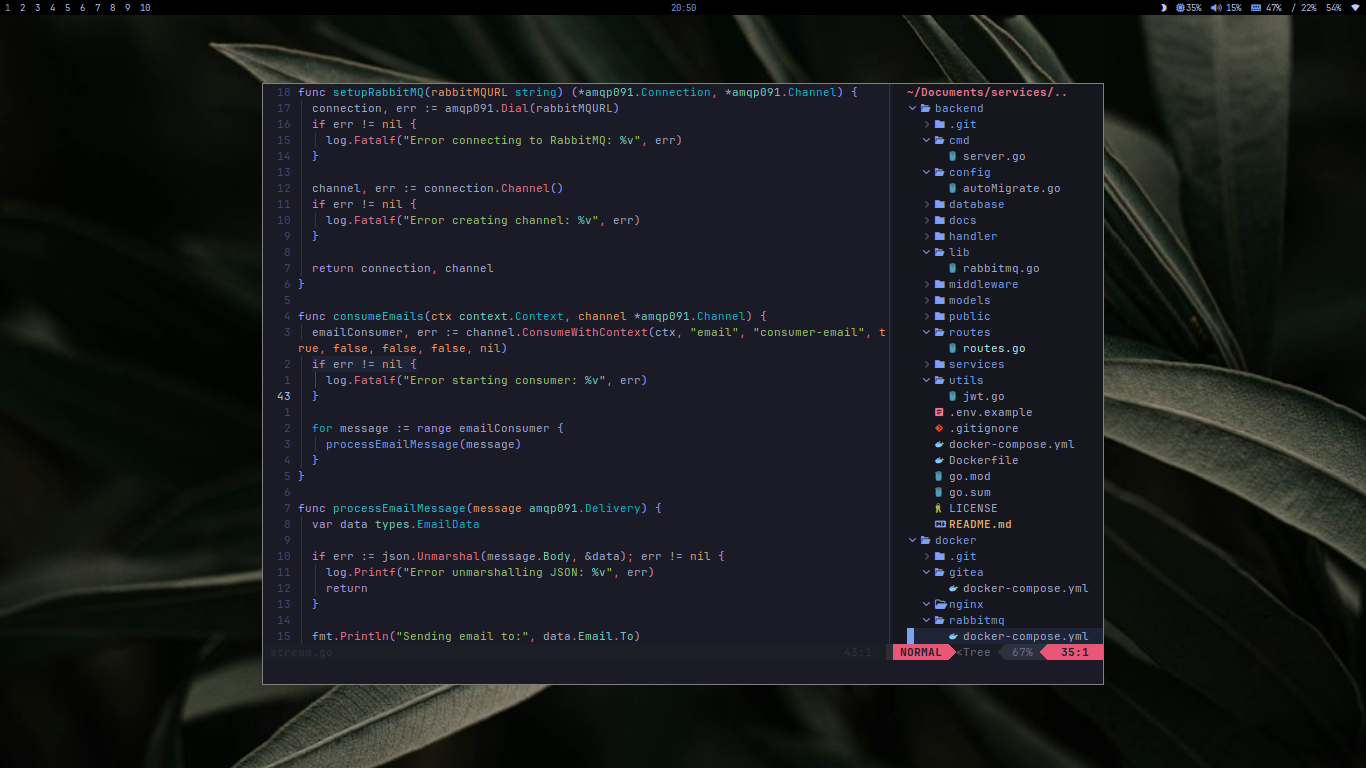 1 2 3 4 5 6 7 8 9 10
20:50
35% 15% 47% / 22% 54%
18 func setupRabbitMQ(rabbitMQURL string) (*amqp091.Connection, *amqp091.Channel) {
17 connection, err := amqp091.Dial(rabbitMQURL)
16 if err != nil {
15 log.Fatalf("Error connecting to RabbitMQ: %v", err)
14 }
13
12 channel, err := connection.Channel()
11 if err != nil {
10 log.Fatalf("Error creating channel: %v", err)
9 }
8
7 return connection, channel
6 }
5
4 func consumeEmails(ctx context.Context, channel *amqp091.Channel) {
3 emailConsumer, err := channel.ConsumeWithContext(ctx, "email", "consumer-email", t
rue, false, false, false, nil)
2 if err != nil {
1 log.Fatalf("Error starting consumer: %v", err)
43 }
1
2 for message := range emailConsumer {
3 processEmailMessage(message)
4 }
5 }
6
7 func processEmailMessage(message amqp091.Delivery) {
8 var data types.EmailData
9
10 if err := json.Unmarshal(message.Body, &data); err != nil {
11 log.Printf("Error unmarshalling JSON: %v", err)
12 return
13 }
14
15 fmt.Println("Sending email to:", data.Email.To)
stream.go 43:1
~/Documents/services/..
backend
.git
cmd
server.go
config
autoMigrate.go
database
docs
handler
lib
rabbitmq.go
middleware
models
public
routes
routes.go
services
utils
jwt.go
.env.example
.gitignore
docker-compose.yml
Dockerfile
go.mod
go.sum
LICENSE
README.md
docker
.git
gitea
docker-compose.yml
nginx
rabbitmq
docker-compose.yml
NORMAL <Tree 67% 35:1